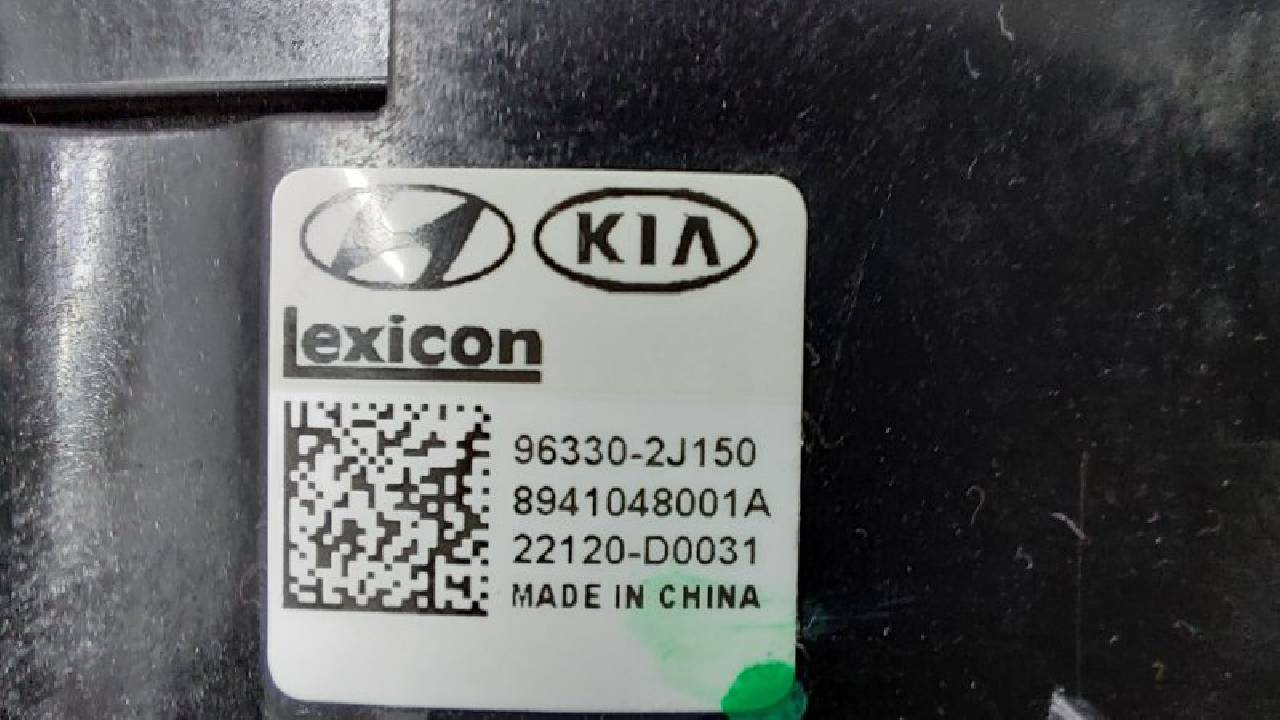 KIA
Lexicon
96330-2J150
8941048001A
22120-D0031
MADE IN CHINA